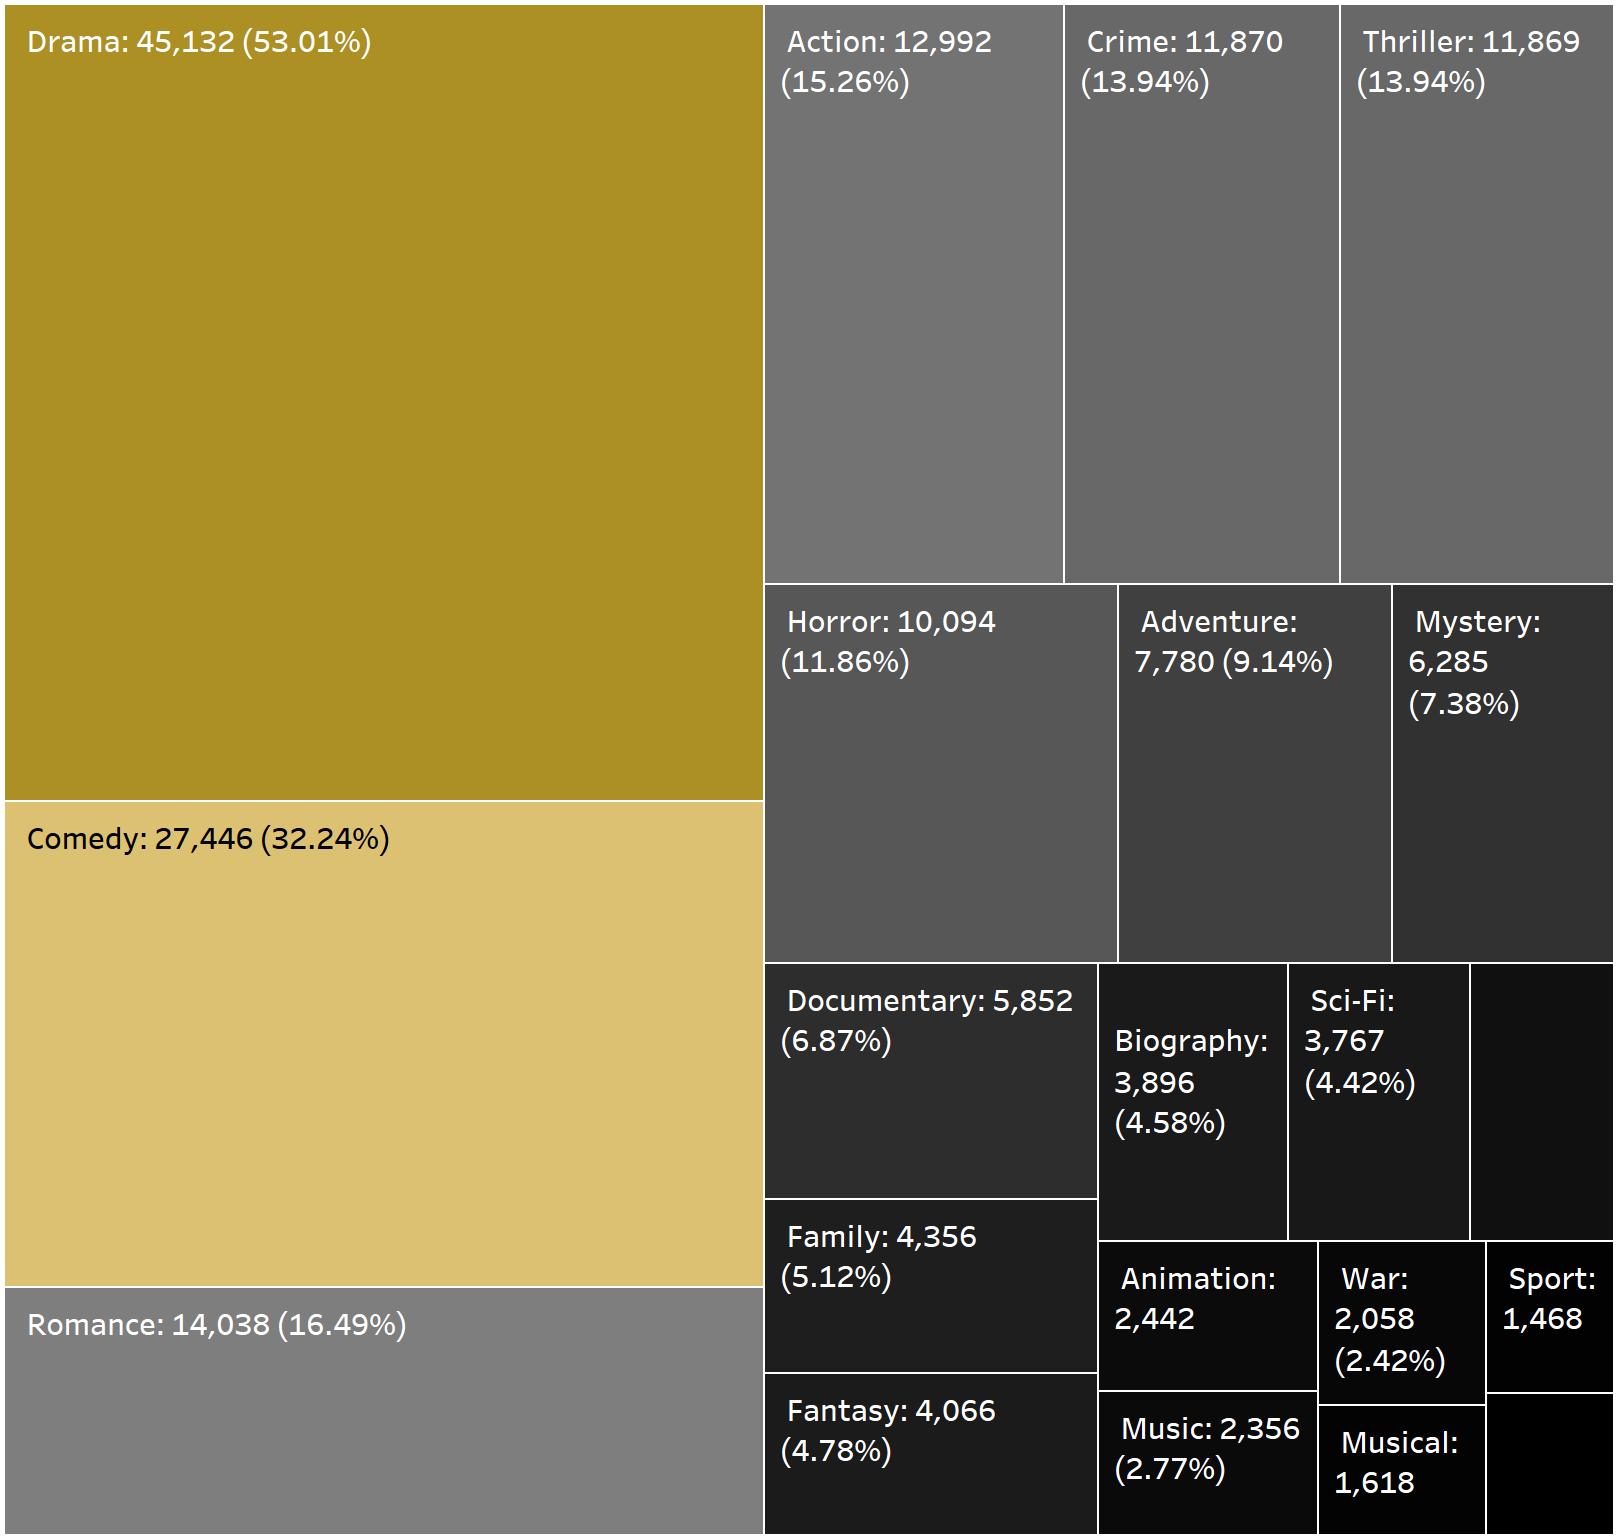 Drama: 45,132 (53.01%)
Comedy: 27,446 (32.24%)
Romance: 14,038 (16.49%)
Action: 12,992
(15.26%)
Crime: 11,870
(13.94%)
Thriller: 11,869
(13.94%)
Horror: 10,094
(11.86%)
Adventure:
7,780 (9.14%)
Mystery:
6,285
(7.38%)
Documentary: 5,852
(6.87%)
Family: 4,356
(5.12%)
Fantasy: 4,066
(4.78%)
Biography:
3,896
(4.58%)
Sci-Fi:
3,767
(4.42%)
Animation:
2,442
Music: 2,356
(2.77%)
War:
2,058
(2.42%)
Musical:
1,618
Sport:
1,468